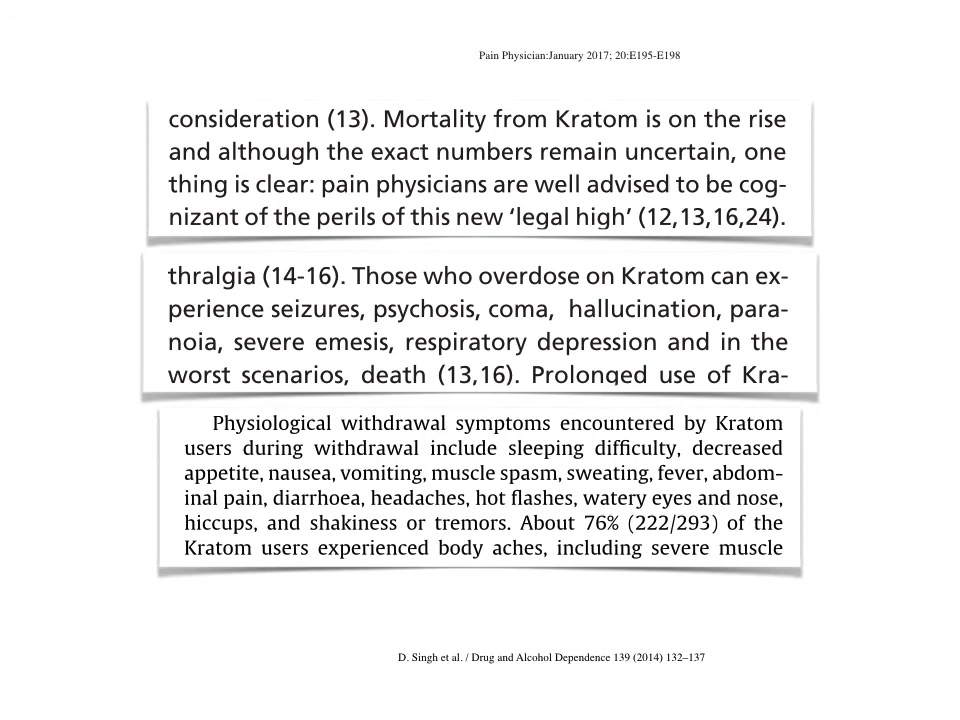 Pain Physician:January 2017; 20:E195-E198
consideration (13). Mortality from Kratom is on the rise
and although the exact numbers remain uncertain, one
thing is clear: pain physicians are well advised to be cog-
nizant of the perils of this new ‘legal high’ (12,13,16,24).
thralgia (14-16). Those who overdose on Kratom can ex-
perience seizures, psychosis, coma,  hallucination, para-
noia, severe emesis, respiratory depression and in the
worst scenarios, death (13,16). Prolonged use of Kra-
Physiological withdrawal symptoms encountered by Kratom
users during withdrawal include sleeping difficulty, decreased
appetite, nausea, vomiting, muscle spasm, sweating, fever, abdom-
inal pain, diarrhoea, headaches, hot flashes, watery eyes and nose,
hiccups, and shakiness or tremors. About 76% (222/293) of the
Kratom users experienced body aches, including severe muscle
D. Singh et al. / Drug and Alcohol Dependence 139 (2014) 132–137